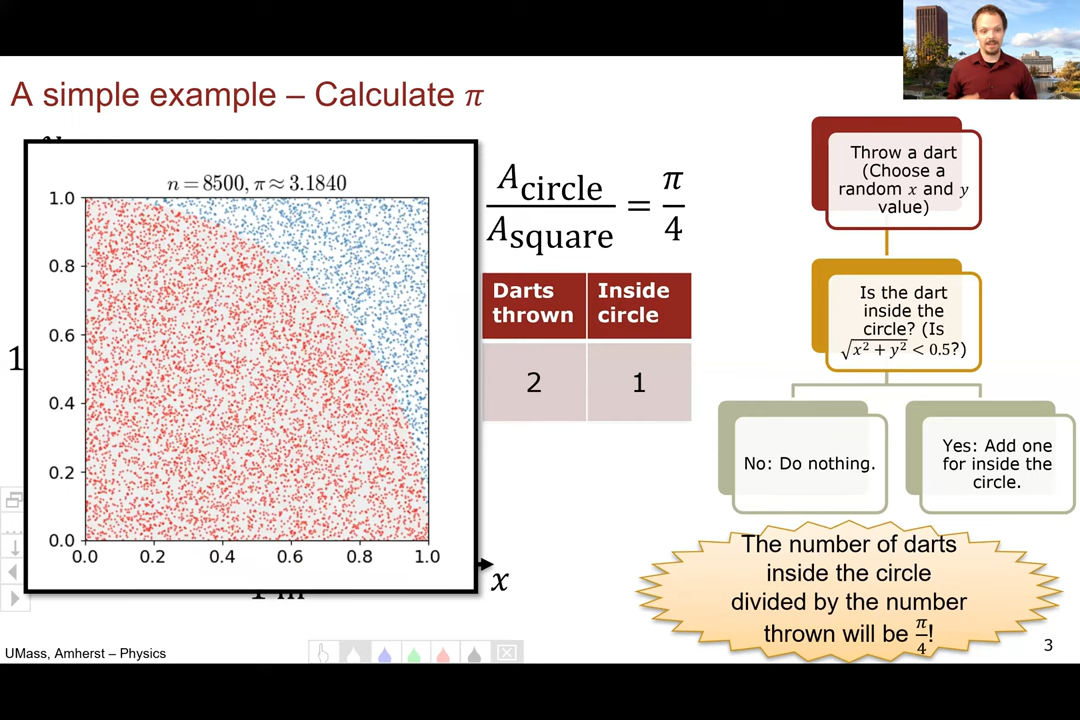 A simple example – Calculate π
n = 8500, π ≈ 3.1840
1.0
0.8
0.6
0.4
0.2
0.0
0.0 0.2 0.4 0.6 0.8 1.0
1
x
A circle / A square = π / 4
Darts thrown
Inside circle
2
1
Throw a dart
(Choose a
random x and y
value)
Is the dart
inside the
circle? (Is
√x² + y² < 0.5?)
No: Do nothing.
Yes: Add one
for inside the
circle.
The number of darts
inside the circle
divided by the number
thrown will be π/4!
UMass, Amherst – Physics
3